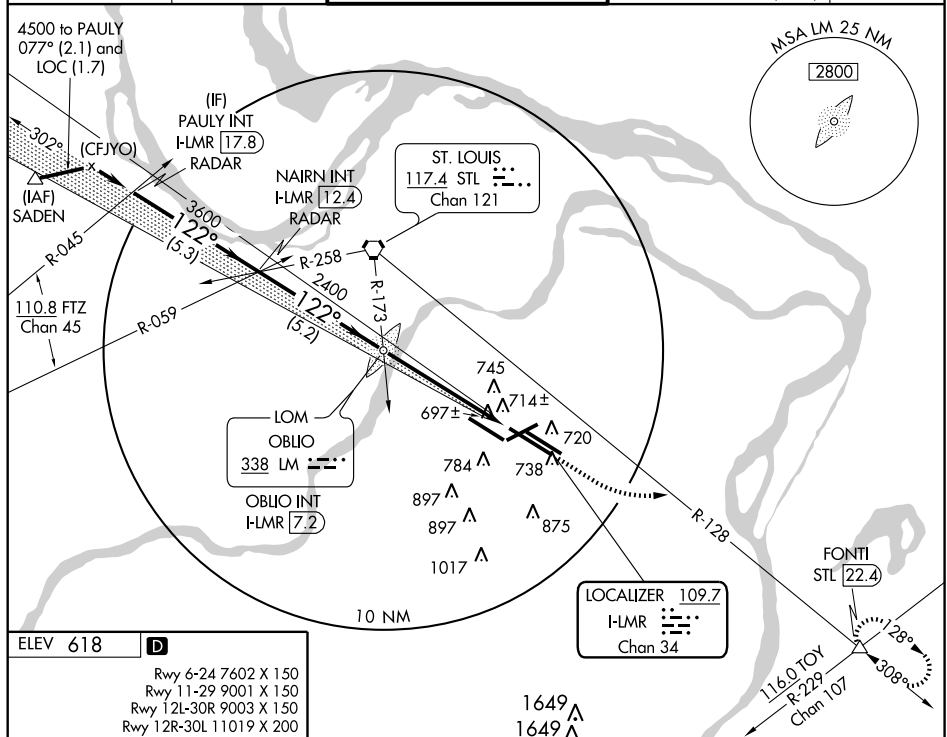 4500 to PAULY
077° (2.1) and
LOC (1.7)
MSA LM 25 NM
2800
(IF)
PAULY INT
I-LMR 17.8
RADAR
302°
(CFJYO)
(IAF)
SADEN
NAIRN INT
I-LMR 12.4
RADAR
ST. LOUIS
117.4 STL
Chan 121
3600
122°
(5.3)
R-045
R-258
R-173
2400
122°
(5.2)
110.8 FTZ
Chan 45
R-059
745
714±
697±
720
LOM
OBLIO
338 LM
784
738
OBLIO INT
I-LMR 7.2
897
897
875
1017
R-128
FONTI
STL 22.4
LOCALIZER 109.7
I-LMR
Chan 34
10 NM
128°
308°
116.0 TOY
R-229
Chan 107
ELEV 618 D
Rwy 6-24 7602 X 150
Rwy 11-29 9001 X 150
Rwy 12L-30R 9003 X 150
Rwy 12R-30L 11019 X 200
1649
1649